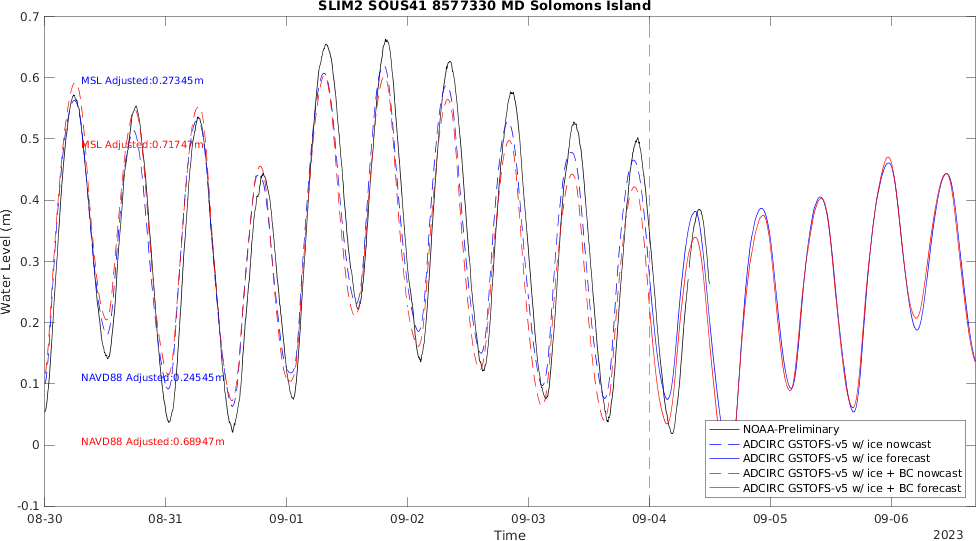 SLIM2 SOUS41 8577330 MD Solomons Island
0.7
0.6
0.5
0.4
0.3
0.2
0.1
0
-0.1
Water Level (m)
MSL Adjusted:0.27345m
MSL Adjusted:0.71747m
NAVD88 Adjusted:0.24545m
NAVD88 Adjusted:0.68947m
NOAA-Preliminary
ADCIRC GSTOFS-v5 w/ ice nowcast
ADCIRC GSTOFS-v5 w/ ice forecast
ADCIRC GSTOFS-v5 w/ ice + BC nowcast
ADCIRC GSTOFS-v5 w/ ice + BC forecast
08-30 08-31 09-01 09-02 09-03 09-04 09-05 09-06
Time
2023